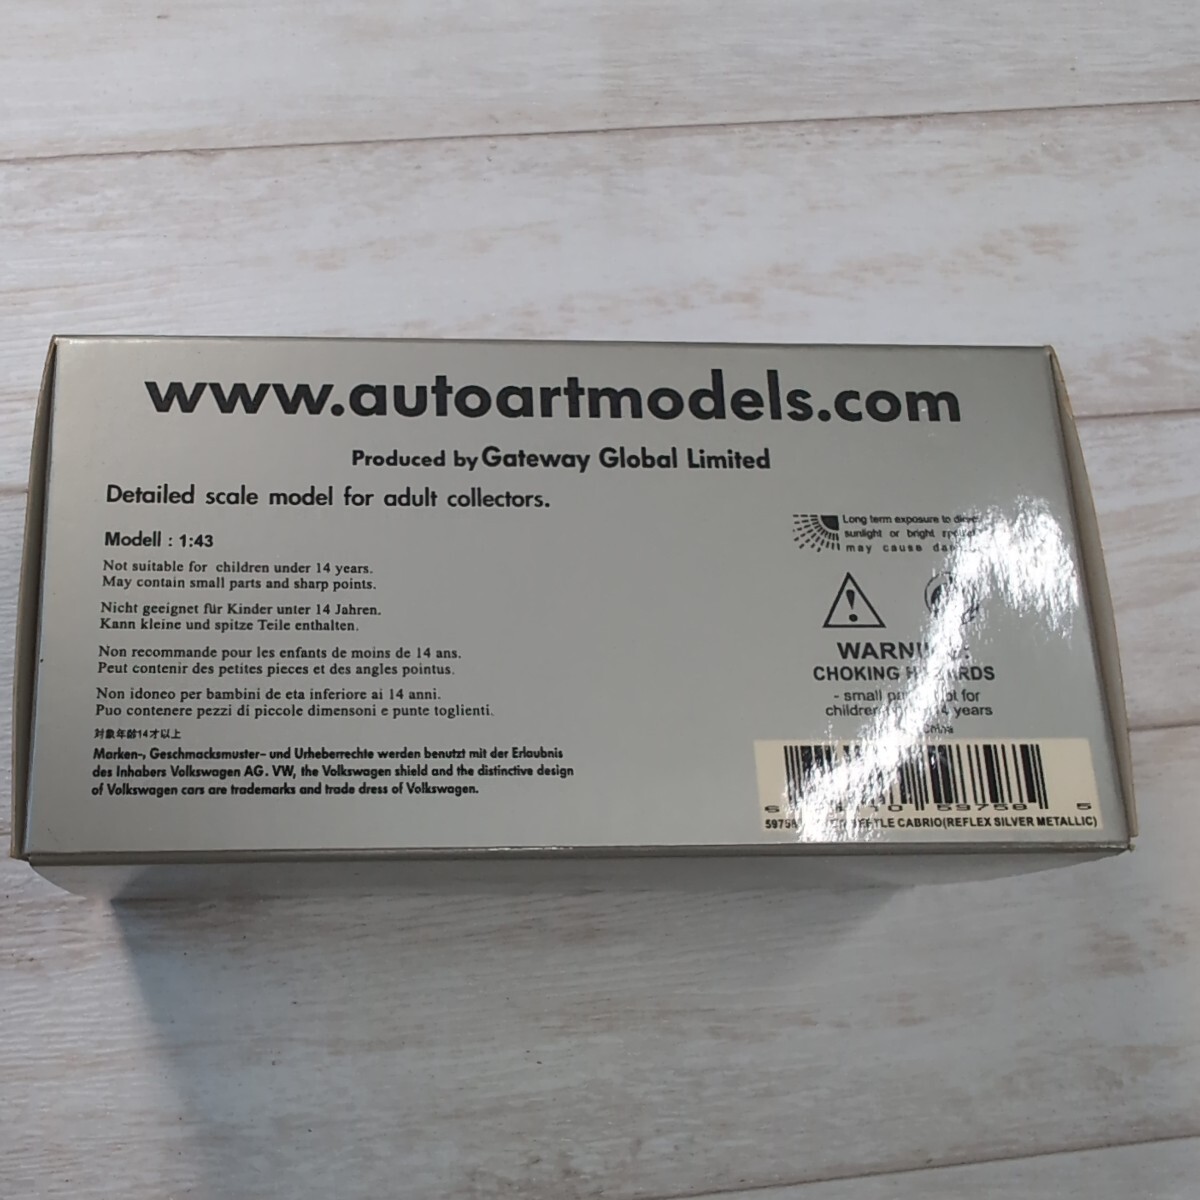 www.autoartmodels.com
Produced by Gateway Global Limited
Detailed scale model for adult collectors.
Modell : 1:43
Not suitable for children under 14 years.
May contain small parts and sharp points.
Nicht geeignet für Kinder unter 14 Jahren.
Kann kleine und spitze Teile enthalten.
Non recommande pour les enfants de moins de 14 ans.
Peut contenir des petites pieces et des angles pointus.
Non idoneo per bambini de eta inferiore ai 14 anni.
Puo contenere pezzi di piccole dimensoni e punte toglienti.
対象年齢14才以上
Marken-, Geschmacksmuster- und Urheberrechte werden benutzt mit der Erlaubnis
des Inhabers Volkswagen AG. VW, the Volkswagen shield and the distinctive design
of Volkswagen cars are trademarks and trade dress of Volkswagen.
Long term exposure to
sunlight or bright
may cause
CHOKING
- small for
years
China
59758 5
CABRIO(REFLEX SILVER METALLIC)